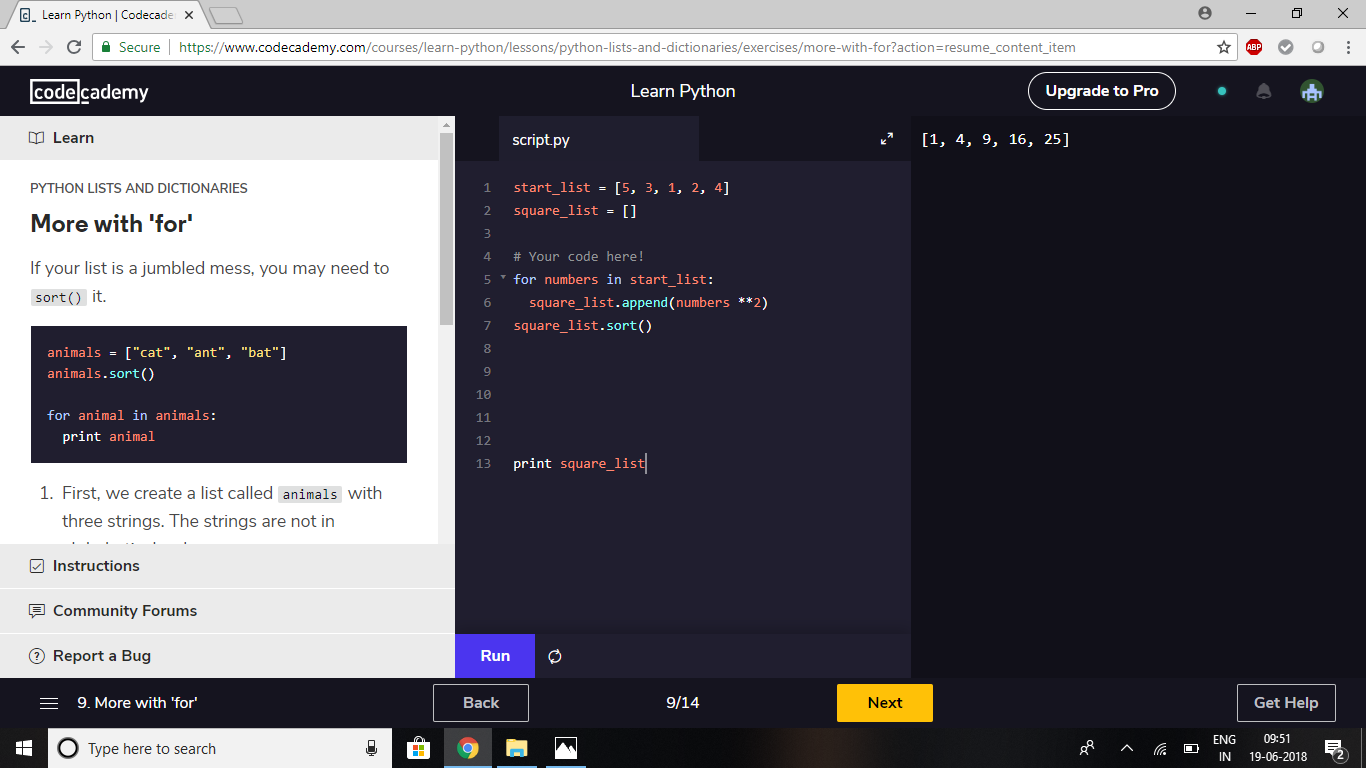 Learn Python | Codecade
Secure | https://www.codecademy.com/courses/learn-python/lessons/python-lists-and-dictionaries/exercises/more-with-for?action=resume_content_item
ABP
codecademy
Learn Python
Upgrade to Pro
Learn
PYTHON LISTS AND DICTIONARIES
More with 'for'
If your list is a jumbled mess, you may need to
sort() it.
animals = ["cat", "ant", "bat"]
animals.sort()
for animal in animals:
print animal
1. First, we create a list called animals with
three strings. The strings are not in
Instructions
Community Forums
Report a Bug
script.py
1 start_list = [5, 3, 1, 2, 4]
2 square_list = []
3
4 # Your code here!
5 for numbers in start_list:
6 square_list.append(numbers **2)
7 square_list.sort()
8
9
10
11
12
13 print square_list
Run
[1, 4, 9, 16, 25]
9. More with 'for'
Back
9/14
Next
Get Help
Type here to search
ENG
IN
09:51
19-06-2018
2